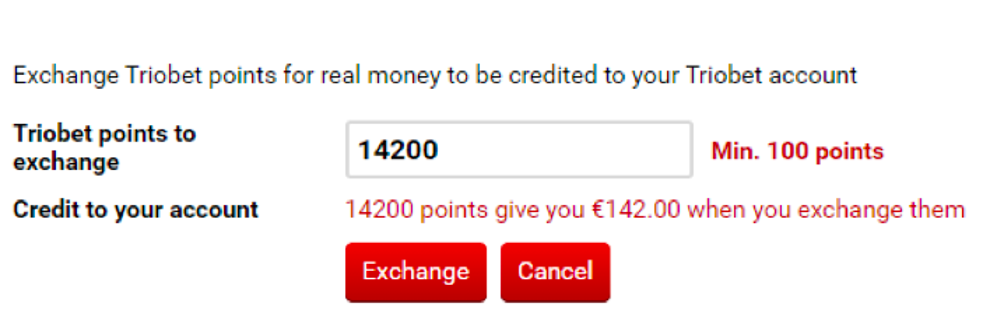 Exchange Triobet points for real money to be credited to your Triobet account
Triobet points to
exchange
14200
Min. 100 points
Credit to your account
14200 points give you €142.00 when you exchange them
Exchange
Cancel